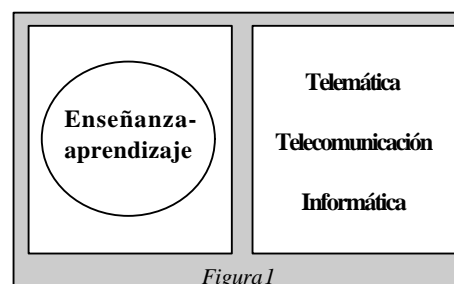 Enseñanza-
aprendizaje
Telemática
Telecomunicación
Informática
Figura1